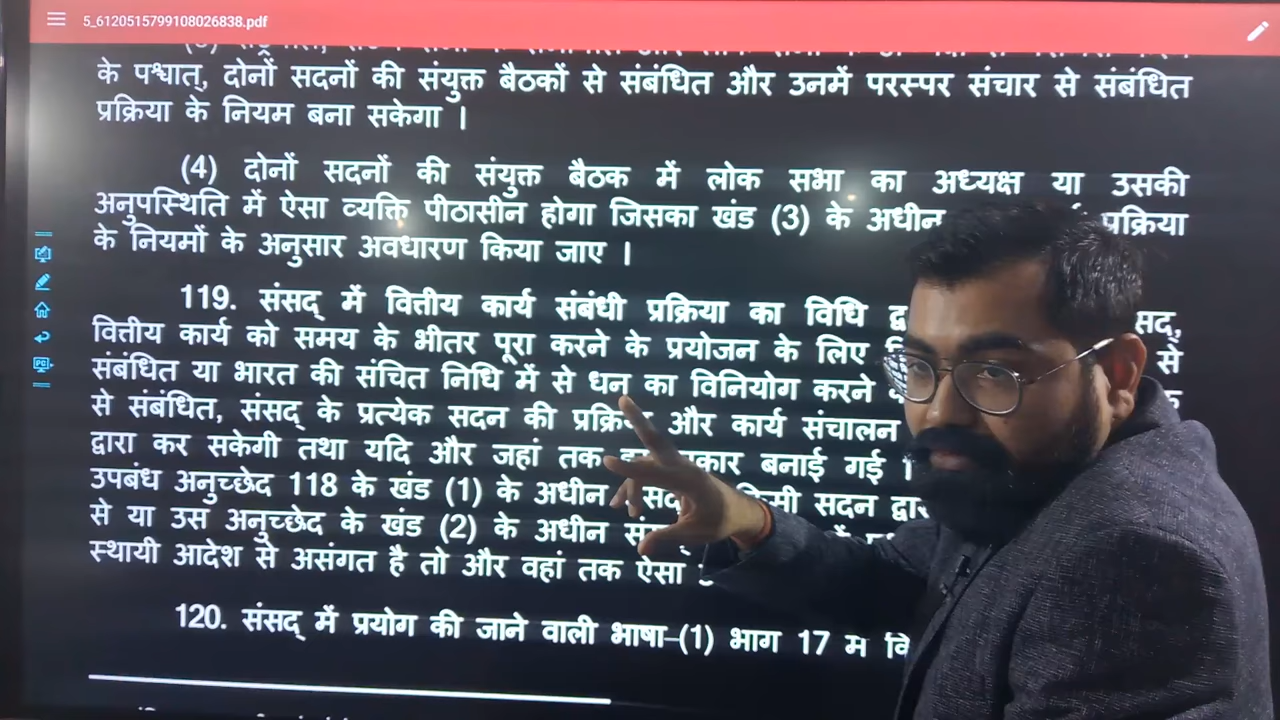 5_6120515799108026838.pdf
के पश्चात्, दोनों सदनों की संयुक्त बैठकों से संबंधित और उनमें परस्पर संचार से संबंधित
प्रक्रिया के नियम बना सकेगा ।
(4) दोनों सदनों की संयुक्त बैठक में लोक सभा का अध्यक्ष या उसकी
अनुपस्थिति में ऐसा व्यक्ति पीठासीन होगा जिसका खंड (3) के अधीन प्रक्रिया
के नियमों के अनुसार अवधारण किया जाए ।
119. संसद् में वित्तीय कार्य संबंधी प्रक्रिया का विधि
वित्तीय कार्य को समय के भीतर पूरा करने के प्रयोजन के लिए से
संबंधित या भारत की संचित निधि में से धन का विनियोग करने
से संबंधित, संसद् के प्रत्येक सदन की और कार्य संचालन
द्वारा कर सकेगी तथा यदि और जहां तक बनाई गई
उपबंध अनुच्छेद 118 के खंड (1) के अधीन सदन
से या उस अनुच्छेद के खंड (2) के अधीन
स्थायी आदेश से असंगत है तो और वहां तक ऐसा
120. संसद् में प्रयोग की जाने वाली भाषा–(1) भाग 17